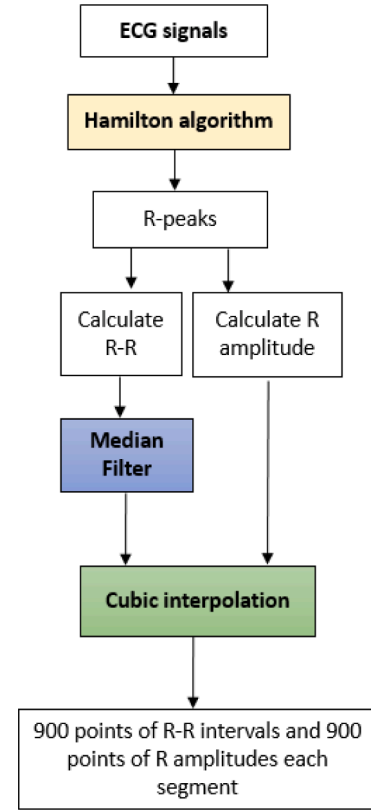 ECG signals
Hamilton algorithm
R-peaks
Calculate
R-R
Calculate R
amplitude
Median
Filter
Cubic interpolation
900 points of R-R intervals and 900
points of R amplitudes each
segment